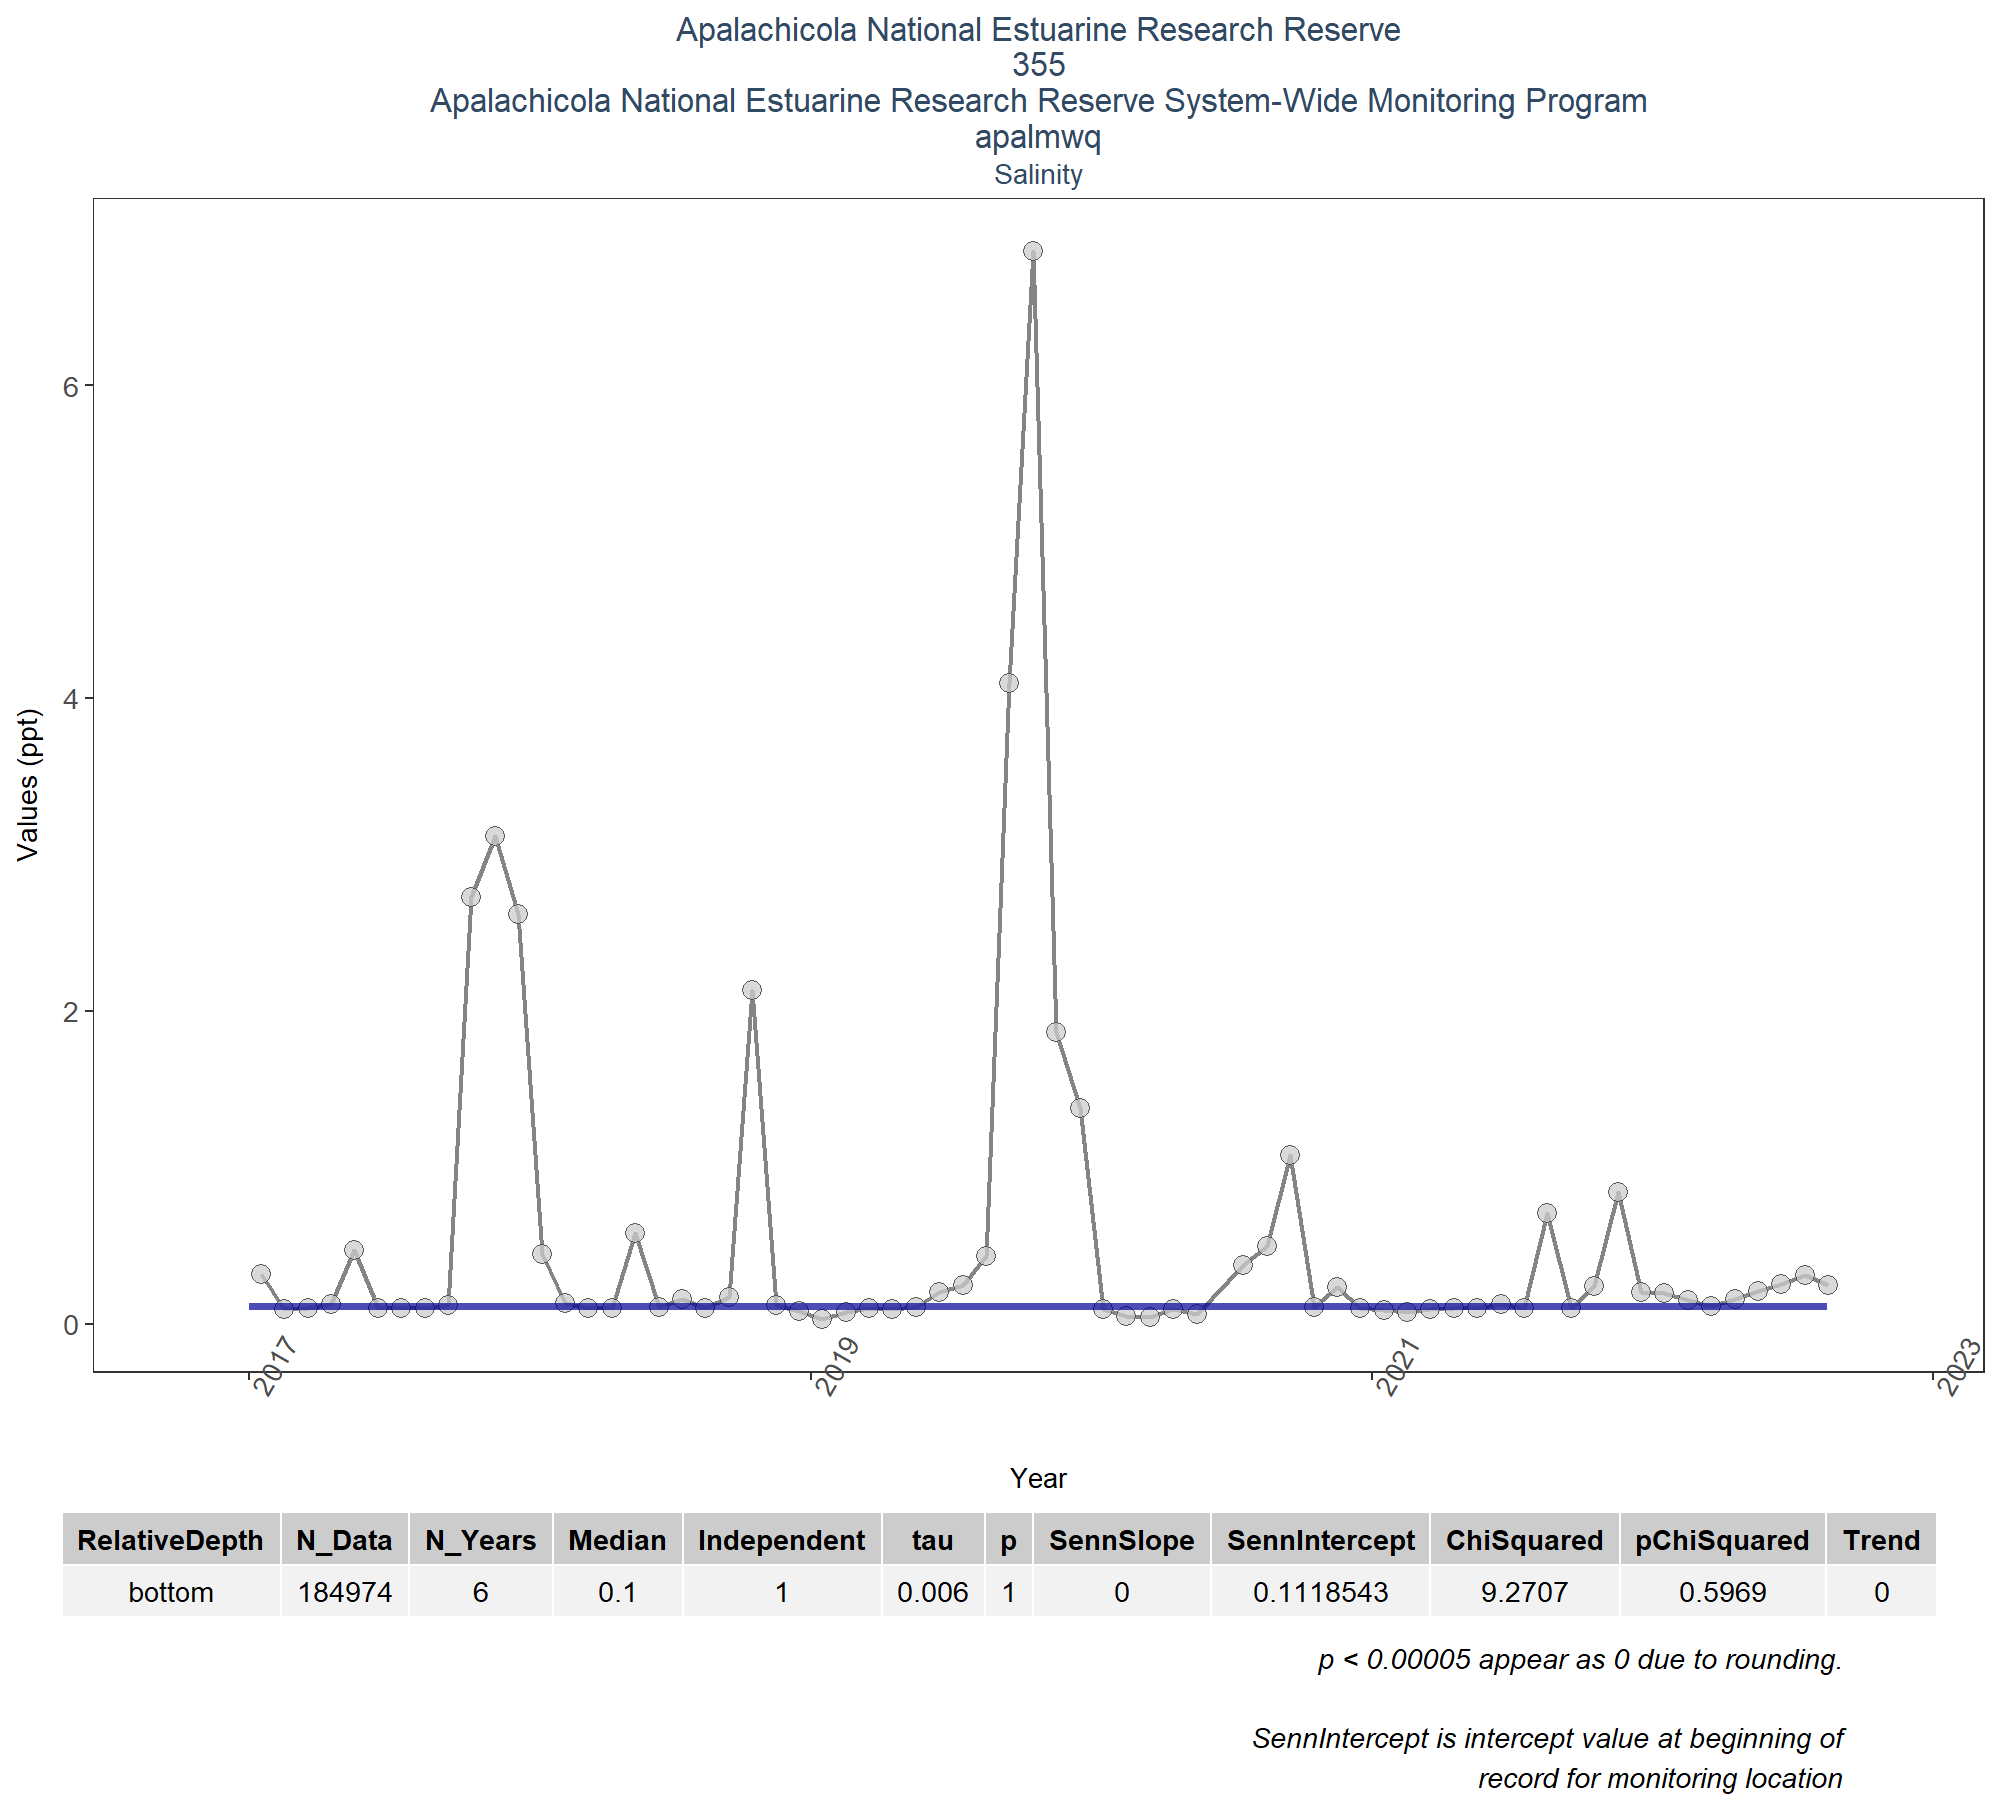 Apalachicola National Estuarine Research Reserve
355
Apalachicola National Estuarine Research Reserve System-Wide Monitoring Program
apalmwq
Salinity
6
4
2
0
Values (ppt)
2017 2019 2021 2023
Year
RelativeDepth N_Data N_Years Median Independent tau p SennSlope SennIntercept ChiSquared pChiSquared Trend
bottom 184974 6 0.1 1 0.006 1 0 0.1118543 9.2707 0.5969 0
p < 0.00005 appear as 0 due to rounding.
SennIntercept is intercept value at beginning of
record for monitoring location